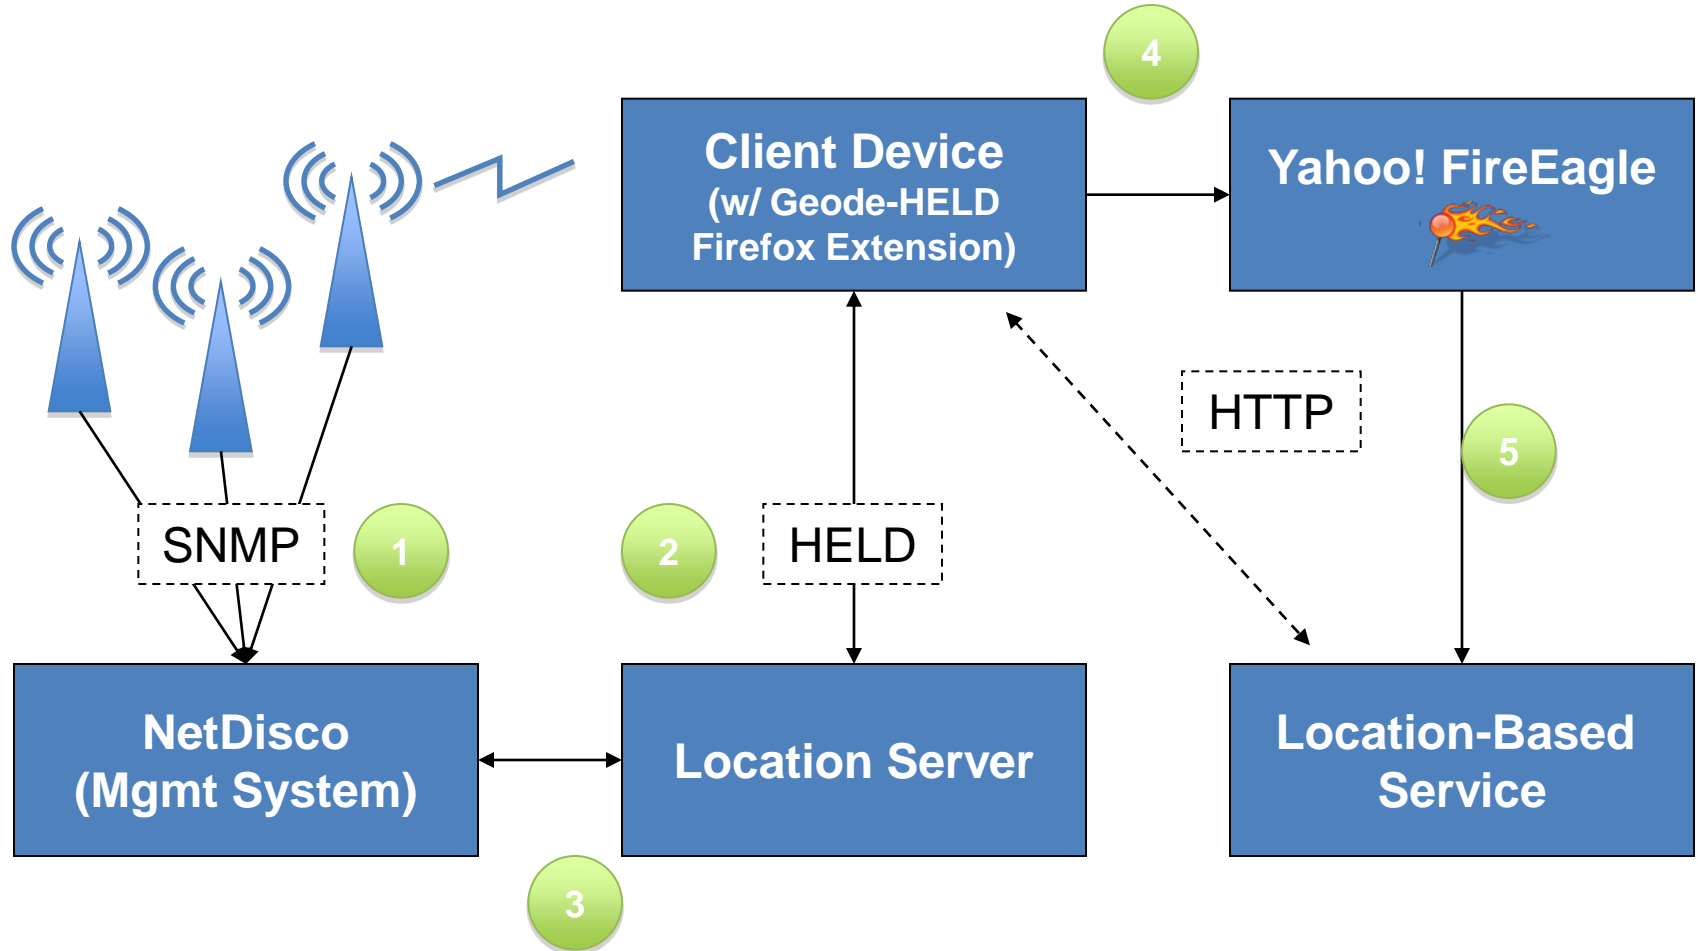 4
Client Device
(w/ Geode-HELD
Firefox Extension)
Yahoo! FireEagle
HTTP
5
SNMP
1
2
HELD
NetDisco
(Mgmt System)
Location Server
Location-Based
Service
3